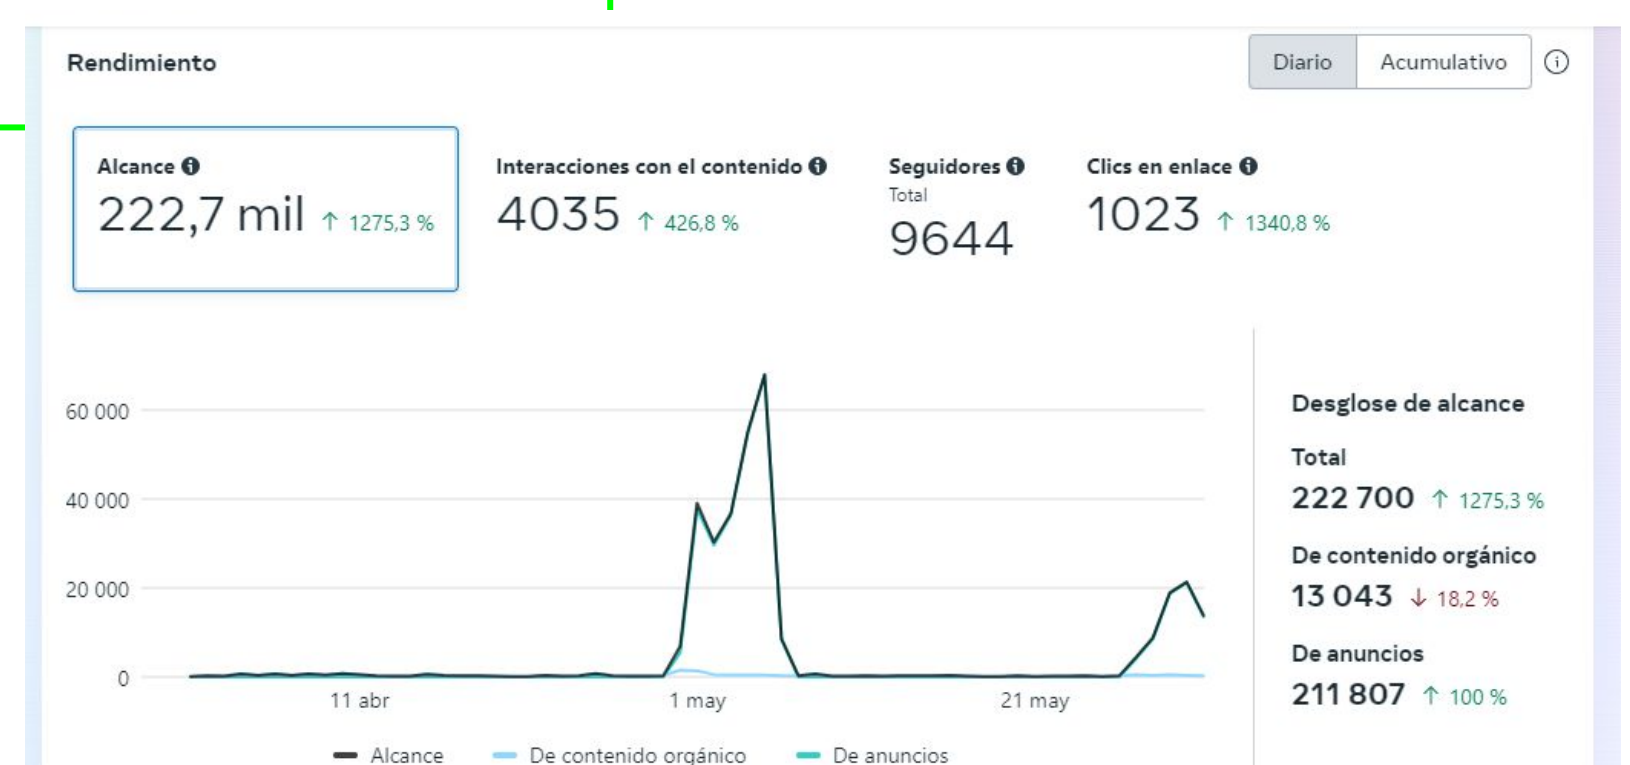 Rendimiento
Diario
Acumulativo
Alcance
222,7 mil ↑ 1275,3 %
Interacciones con el contenido
4035 ↑ 426,8 %
Seguidores
Total
9644
Clics en enlace
1023 ↑ 1340,8 %
60 000
40 000
20 000
0
11 abr
1 may
21 may
Alcance
De contenido orgánico
De anuncios
Desglose de alcance
Total
222 700 ↑ 1275,3 %
De contenido orgánico
13 043 ↓ 18,2 %
De anuncios
211 807 ↑ 100 %